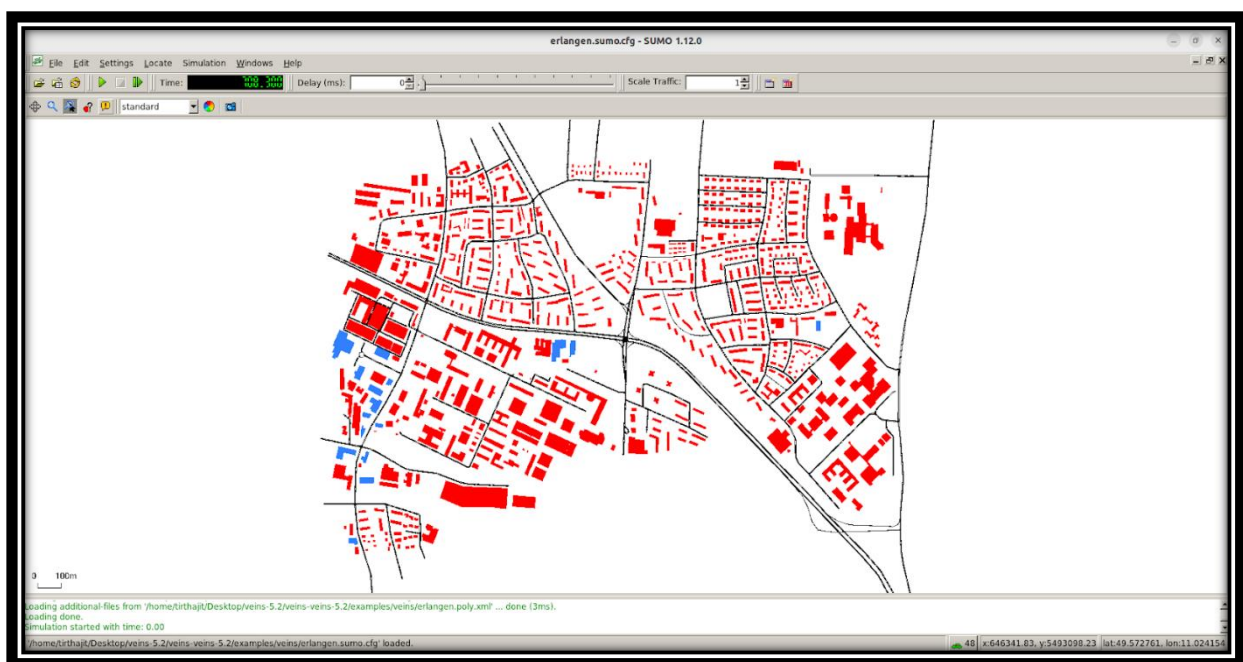 erlangen.sumo.cfg - SUMO 1.12.0
File Edit Settings Locate Simulation Windows Help
Time: 708.300 Delay (ms): 0 Scale Traffic: 1
standard
0 100m
Loading additional-files from '/home/tirthajit/Desktop/veins-5.2/veins-veins-5.2/examples/veins/erlangen.poly.xml' ... done (3ms).
Loading done.
Simulation started with time: 0.00
'/home/tirthajit/Desktop/veins-5.2/veins-veins-5.2/examples/veins/erlangen.sumo.cfg' loaded. 48 x:646341.83, y:5493098.23 lat:49.572761, lon:11.024154